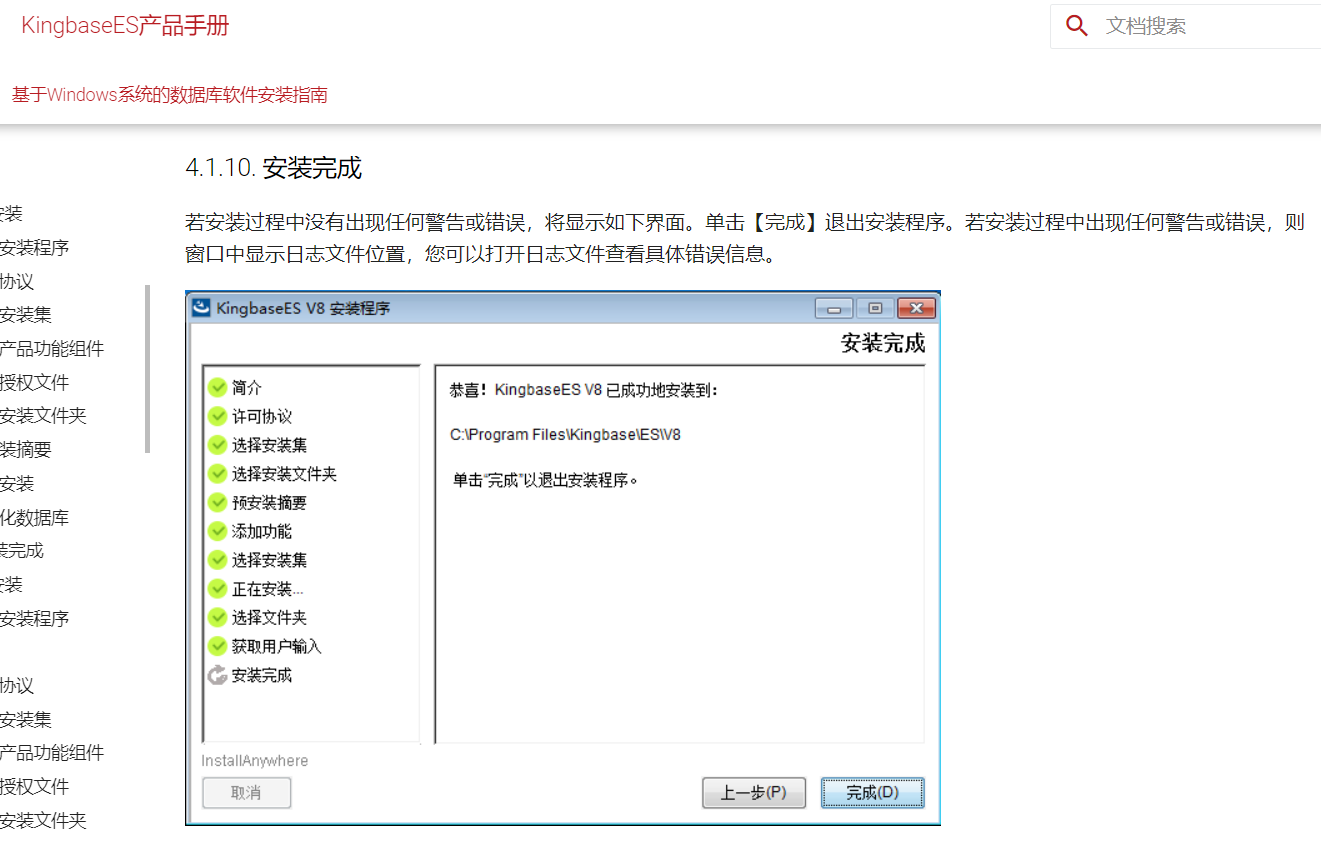 KingbaseES产品手册
文档搜索
基于Windows系统的数据库软件安装指南
安装
安装程序
协议
安装集
产品功能组件
授权文件
安装文件夹
装摘要
安装
化数据库
装完成
安装
安装程序
协议
安装集
产品功能组件
授权文件
安装文件夹
4.1.10. 安装完成
若安装过程中没有出现任何警告或错误，将显示如下界面。单击【完成】退出安装程序。若安装过程中出现任何警告或错误，则
窗口中显示日志文件位置，您可以打开日志文件查看具体错误信息。
KingbaseES V8 安装程序
安装完成
简介
许可协议
选择安装集
选择安装文件夹
预安装摘要
添加功能
选择安装集
正在安装...
选择文件夹
获取用户输入
安装完成
恭喜！KingbaseES V8 已成功地安装到：
C:\Program Files\Kingbase\ES\V8
单击“完成”以退出安装程序。
InstallAnywhere
取消
上一步(P)
完成(D)